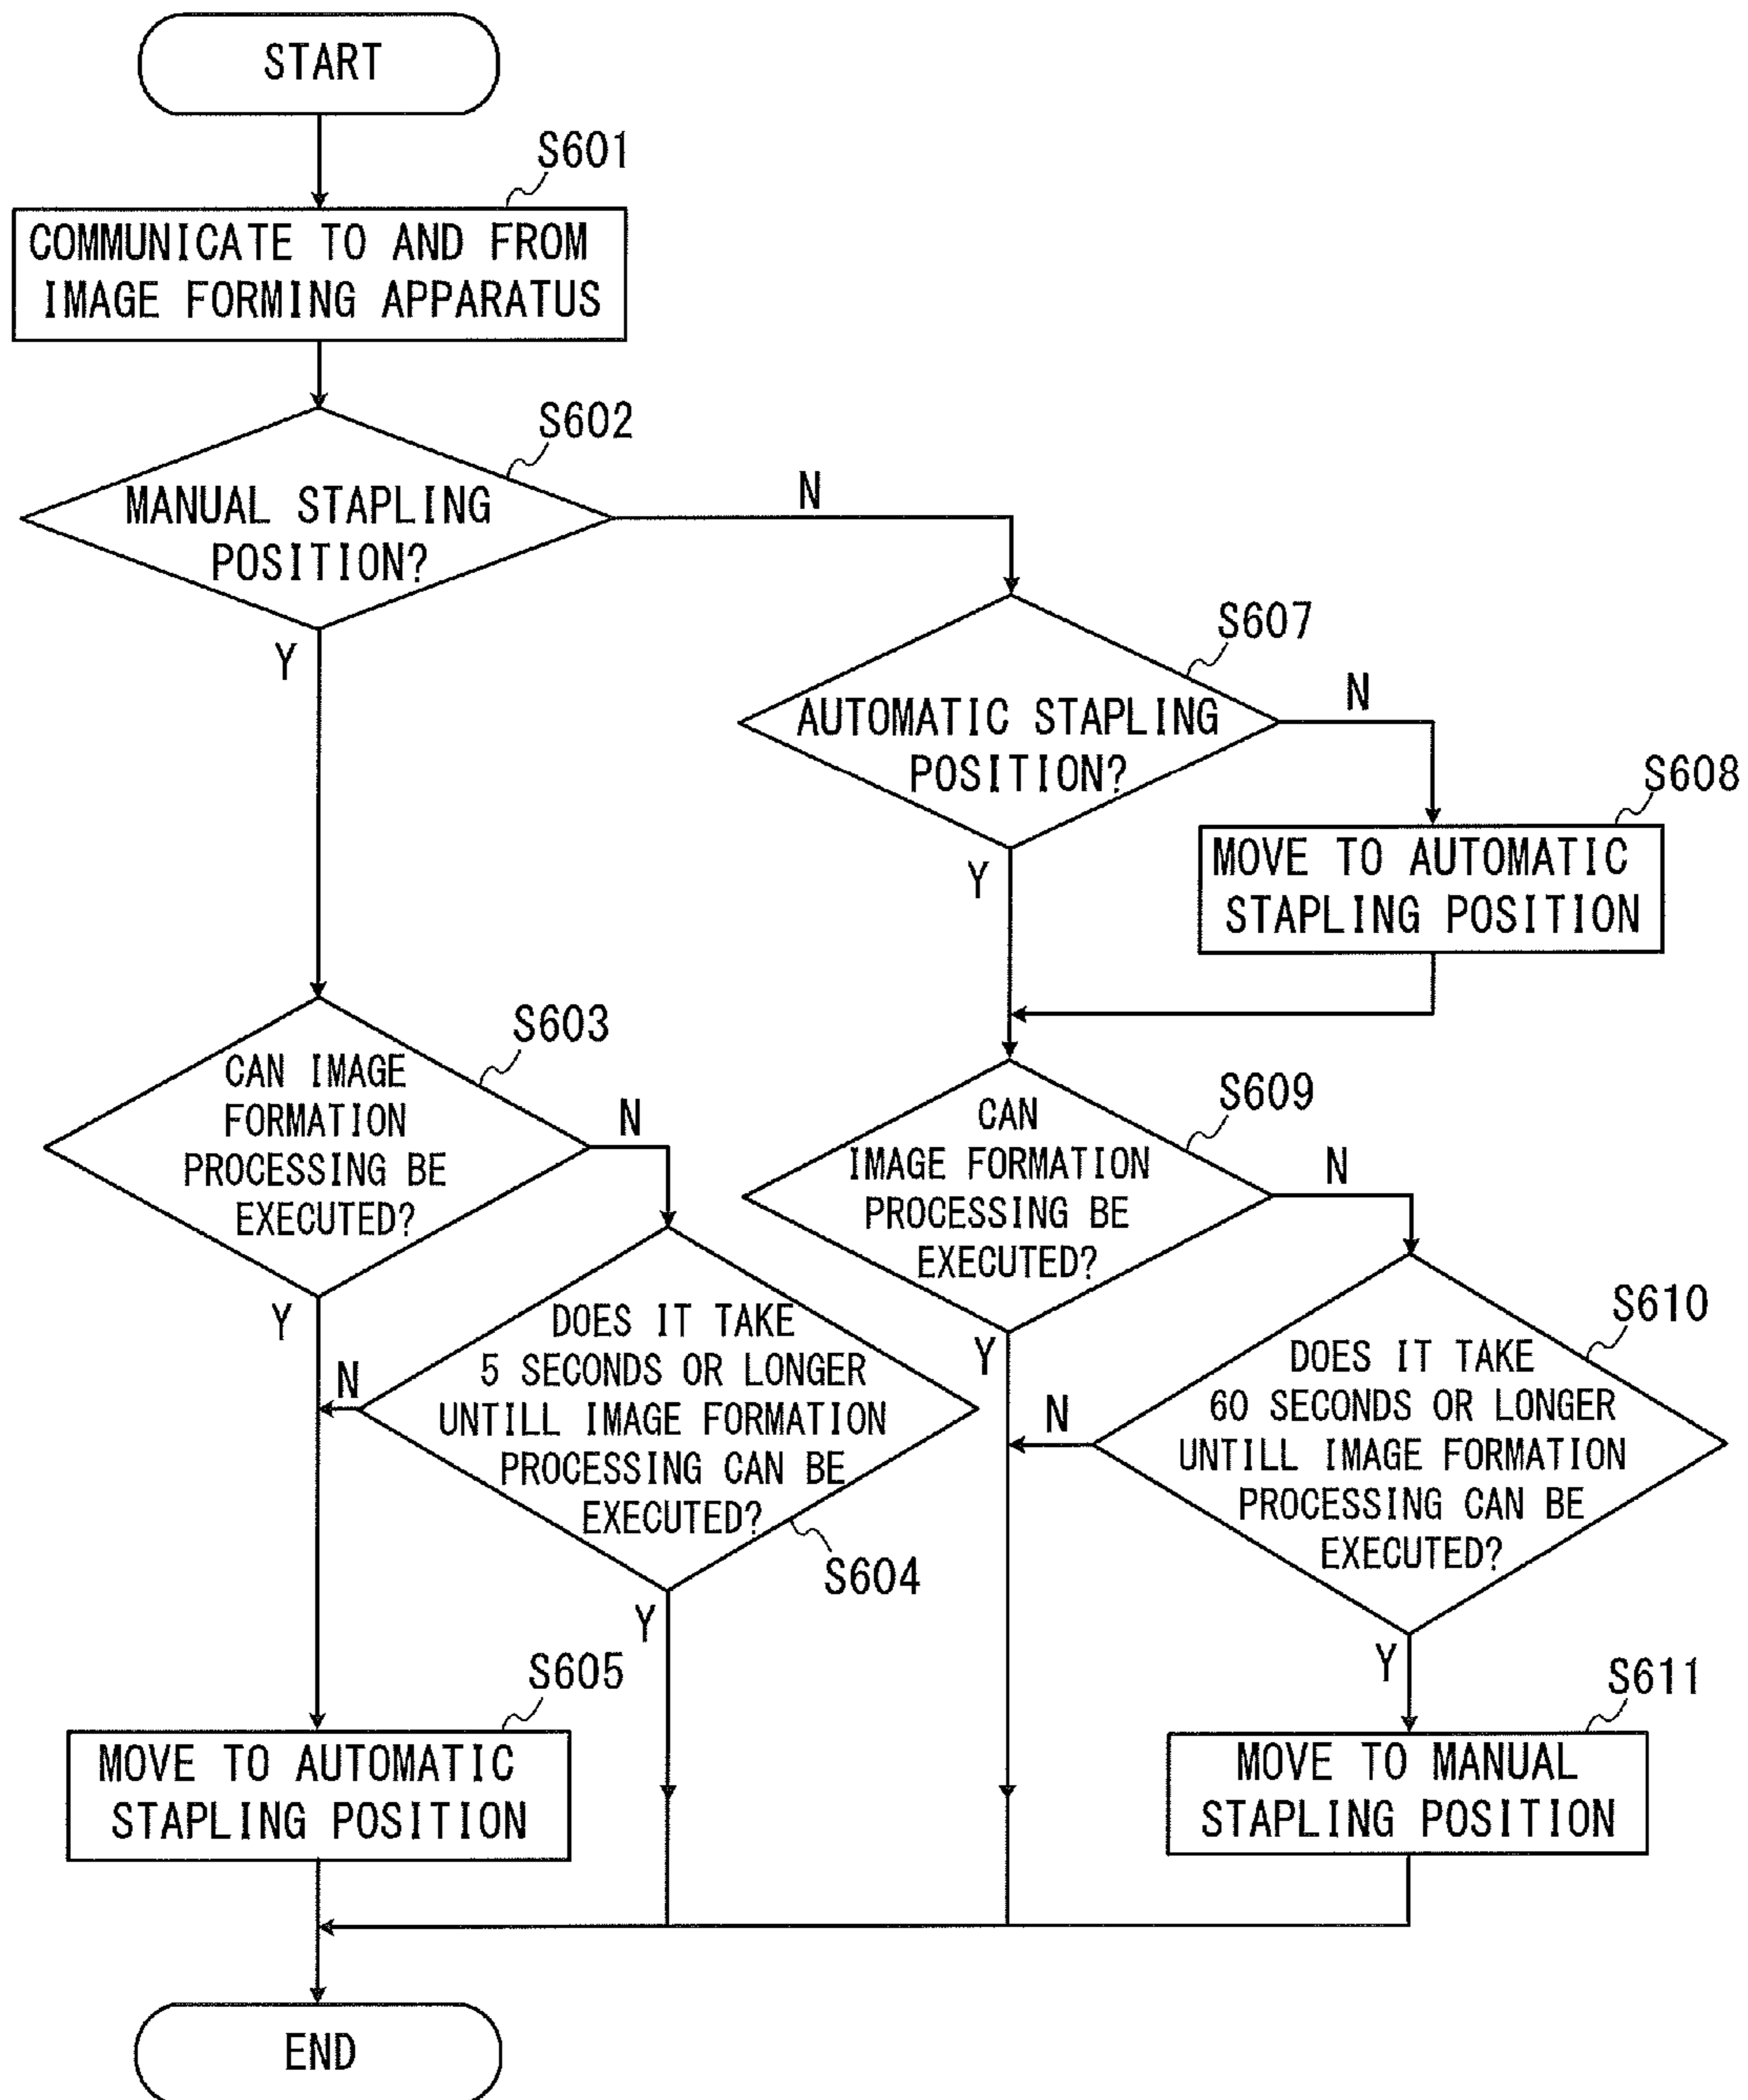 START
S601
COMMUNICATE TO AND FROM
IMAGE FORMING APPARATUS
S602
MANUAL STAPLING
POSITION?
N
Y
S607
AUTOMATIC STAPLING
POSITION?
N
Y
S608
MOVE TO AUTOMATIC
STAPLING POSITION
S603
CAN IMAGE
FORMATION
PROCESSING BE
EXECUTED?
N
Y
S609
CAN
IMAGE FORMATION
PROCESSING BE
EXECUTED?
N
Y
DOES IT TAKE
5 SECONDS OR LONGER
UNTILL IMAGE FORMATION
PROCESSING CAN BE
EXECUTED?
N
S604
Y
S610
DOES IT TAKE
60 SECONDS OR LONGER
UNTILL IMAGE FORMATION
PROCESSING CAN BE
EXECUTED?
N
Y
S605
MOVE TO AUTOMATIC
STAPLING POSITION
S611
MOVE TO MANUAL
STAPLING POSITION
END